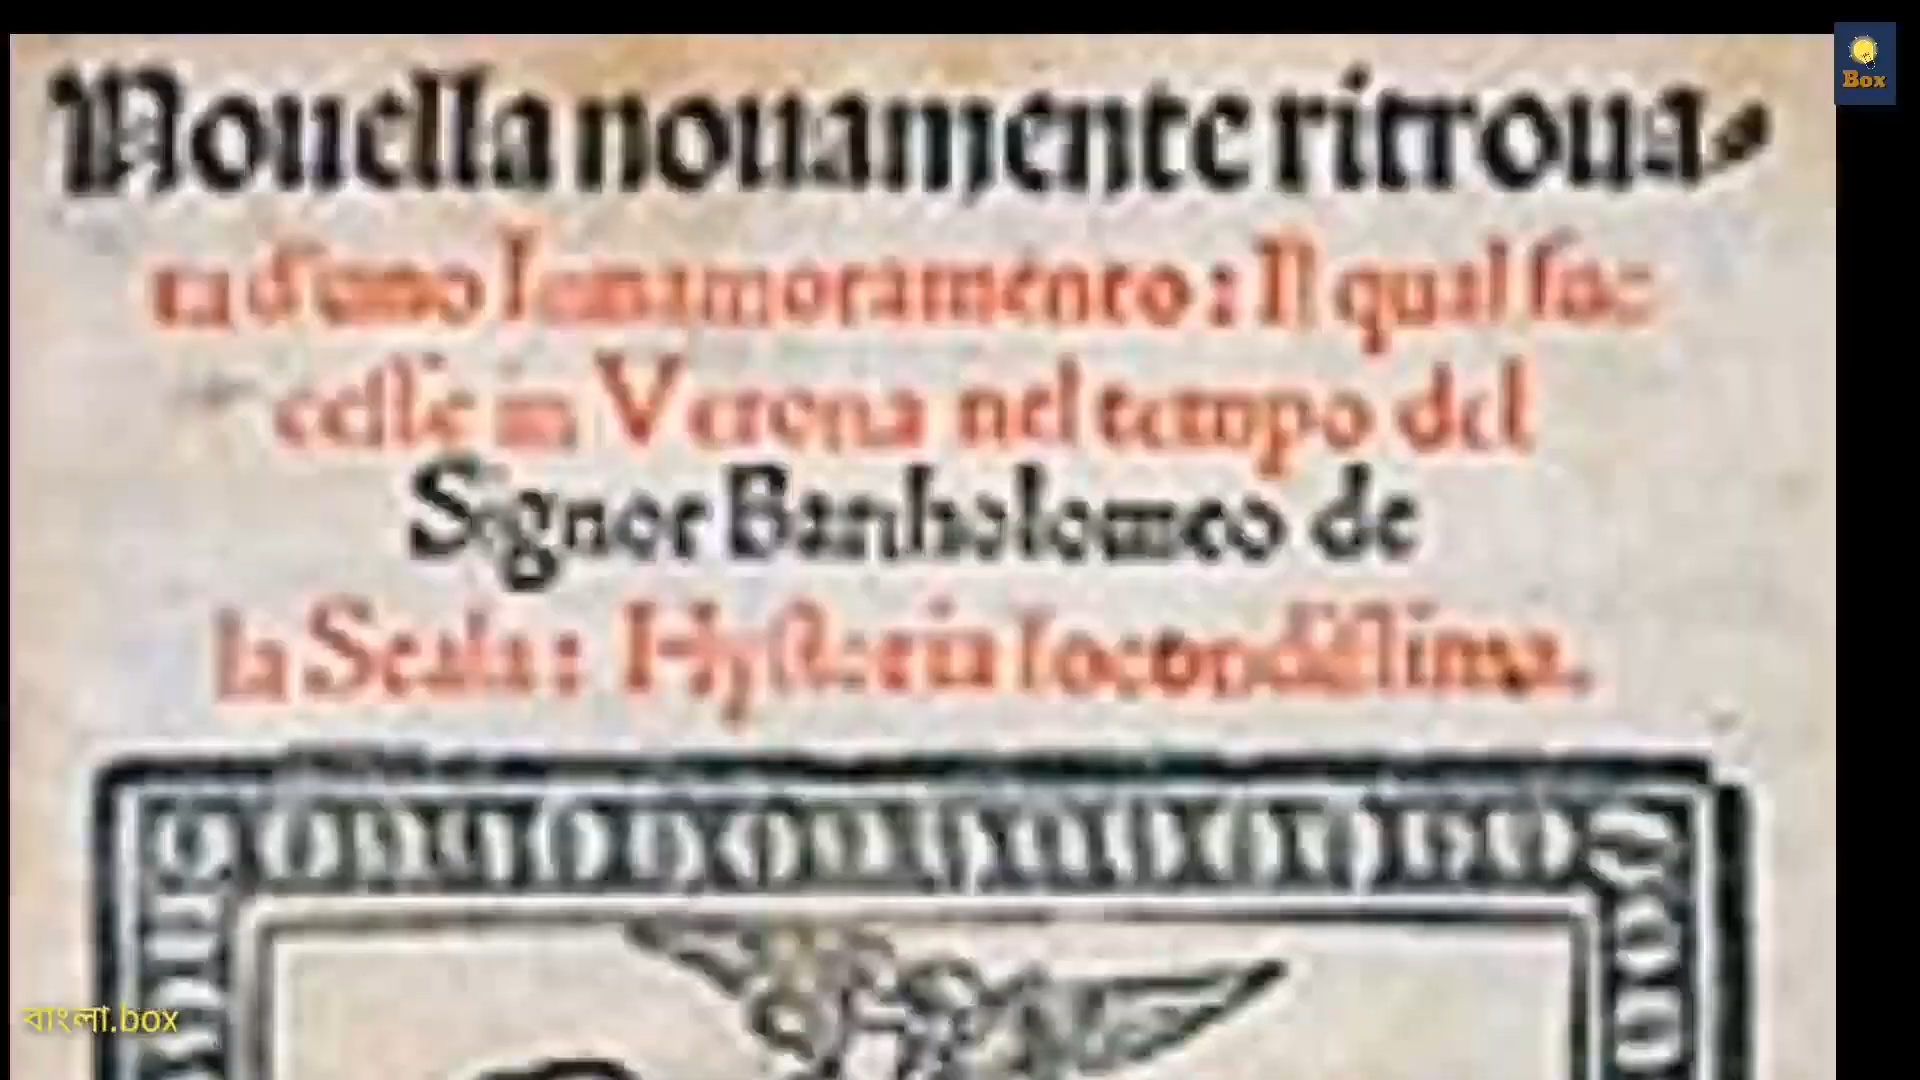 Nouella nouamente ritroua-
ta d'uno Innamoramento: Il qual suc-
cesse in Verona nel tempo del
Signor Bartholomeo de
la Scala: Hystoria Iocondissima.
Box
বাংলা.box